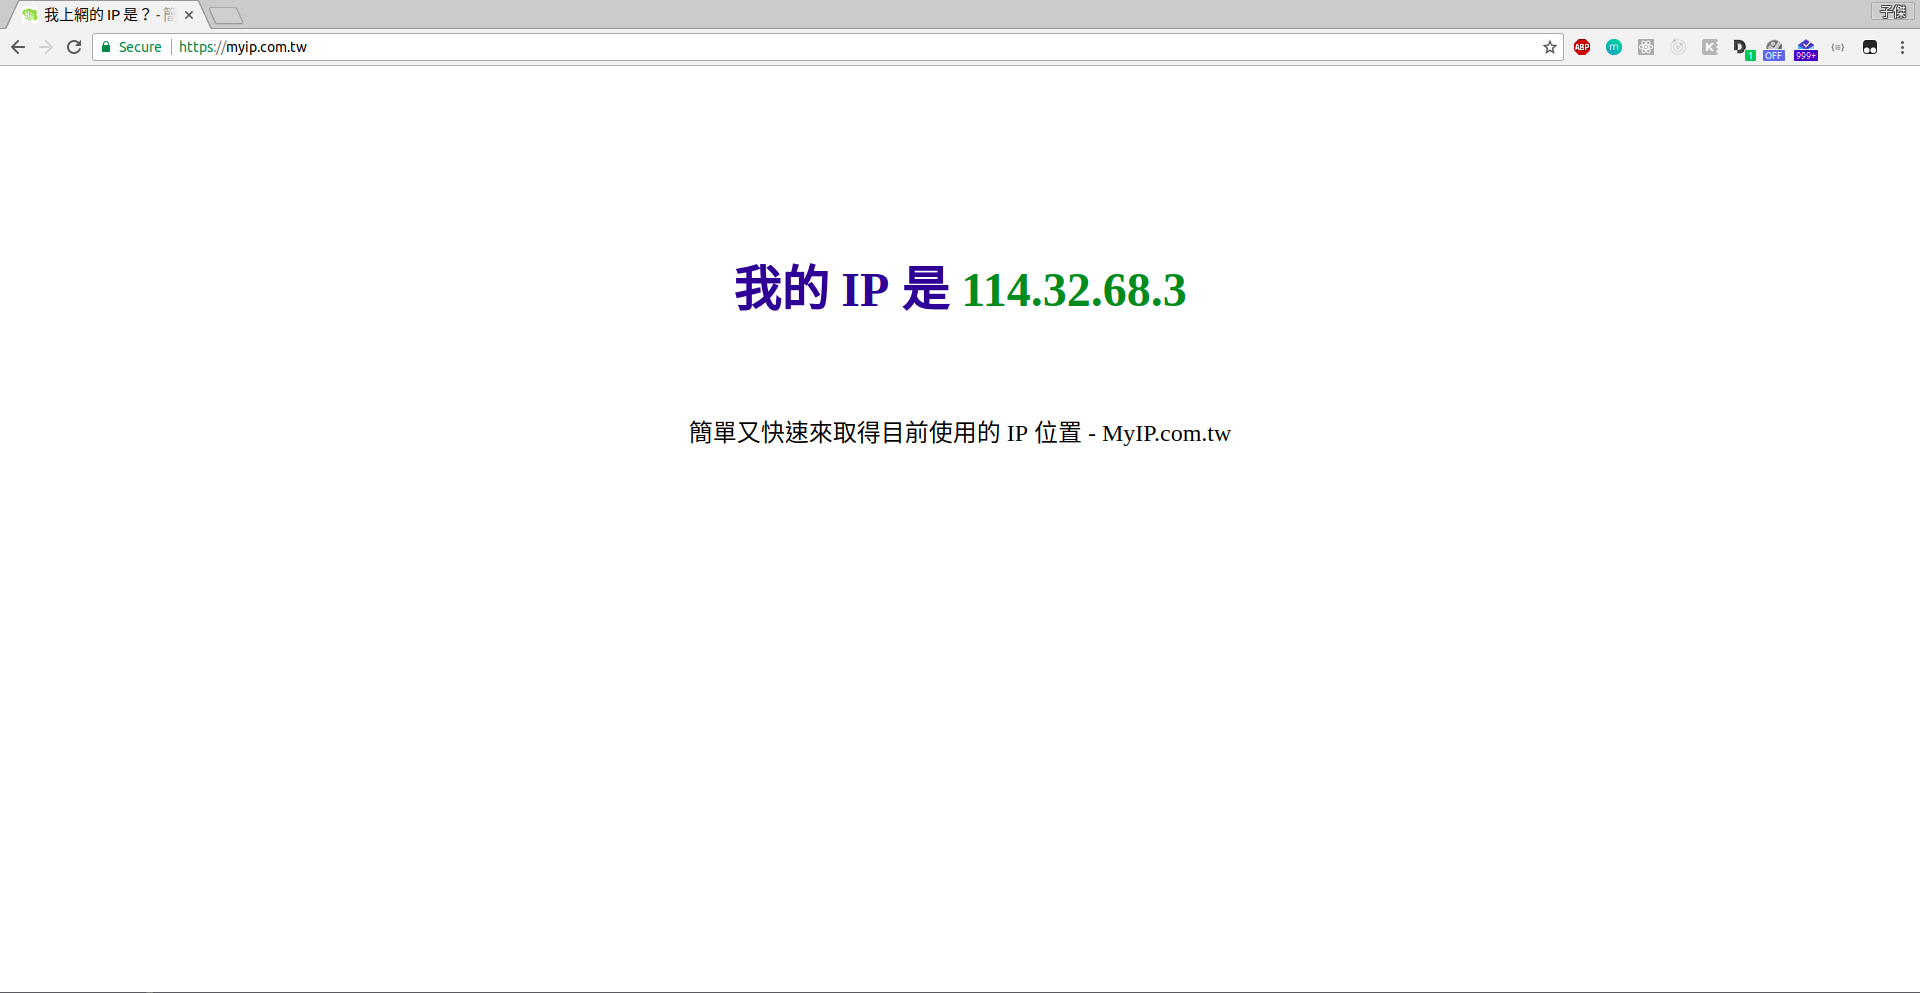 我上網的 IP 是？ - 簡
子傑
Secure https://myip.com.tw
ABP
m
K
D
1
OFF
999+
我的 IP 是 114.32.68.3
簡單又快速來取得目前使用的 IP 位置 - MyIP.com.tw